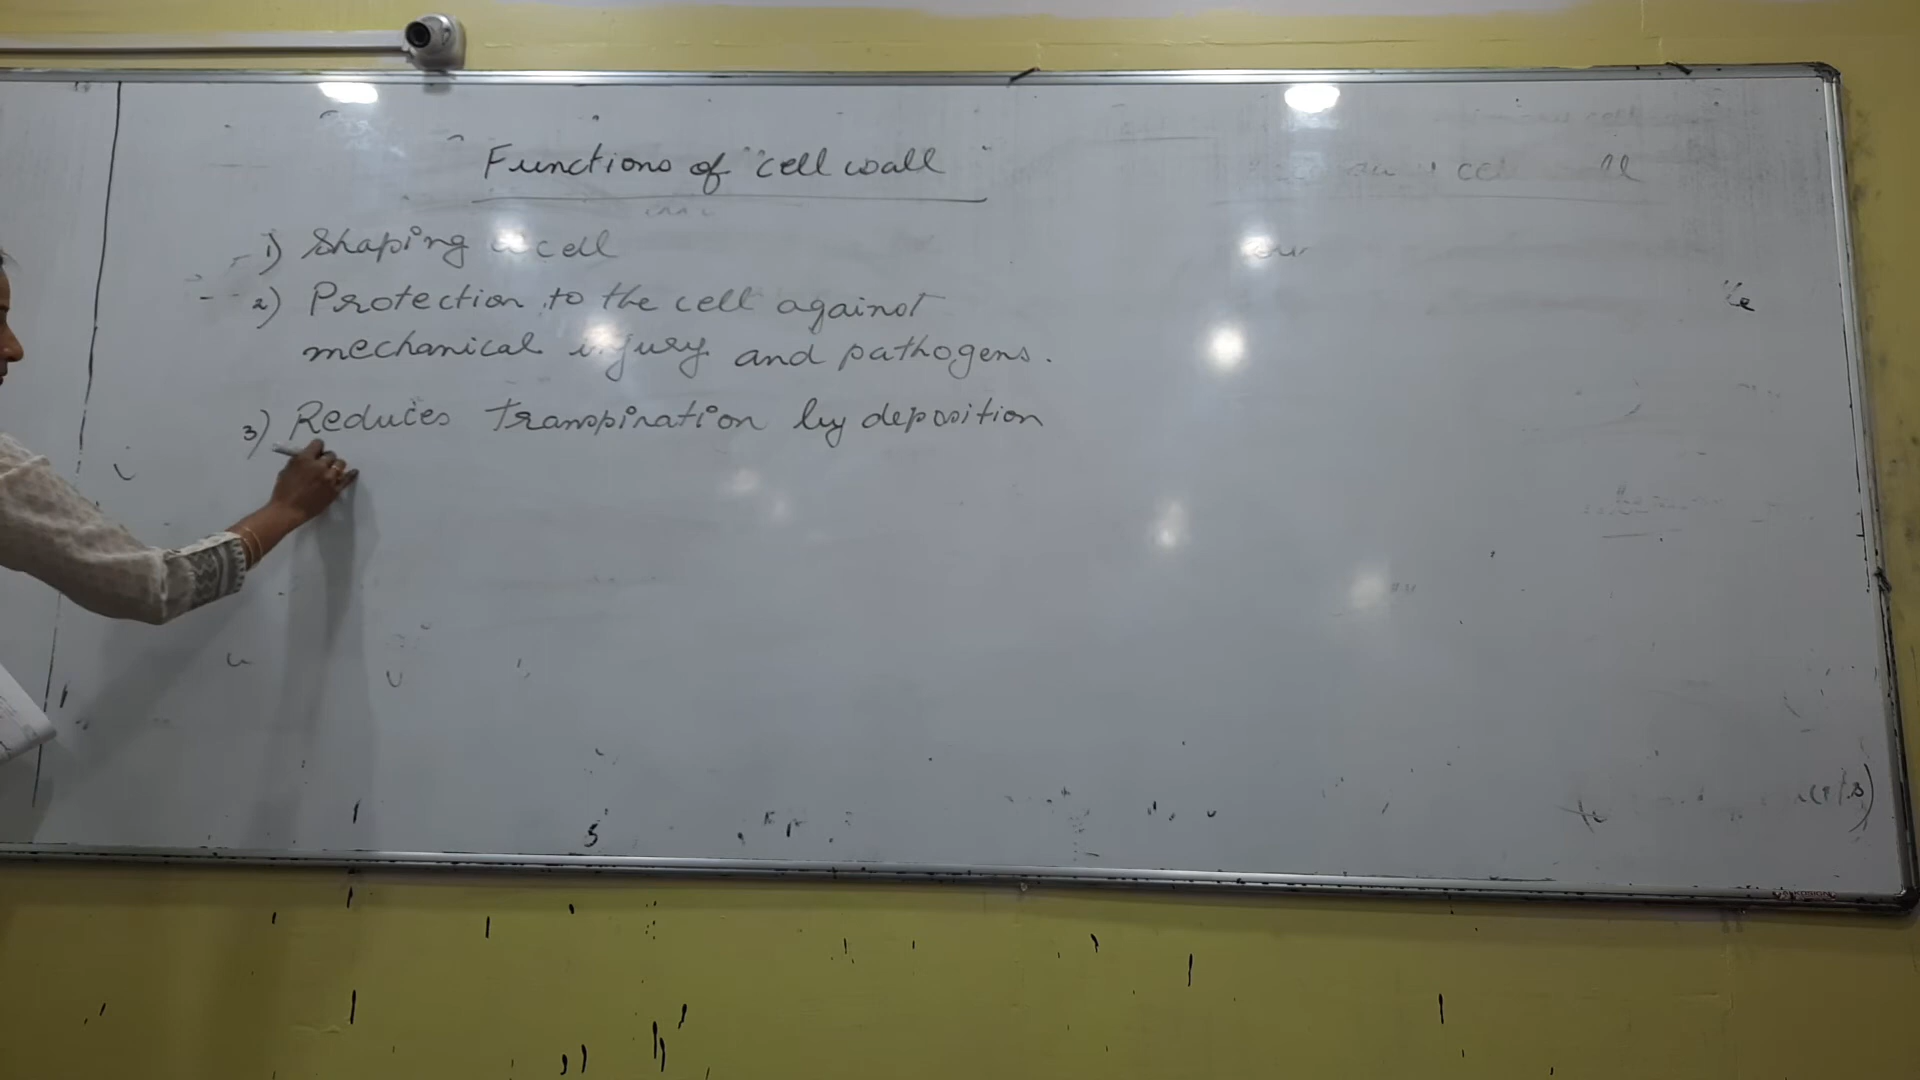 Functions of "cell wall"
1) Shaping a cell
2) Protection to the cell against
mechanical injury and pathogens.
3) Reduces Transpiration by deposition